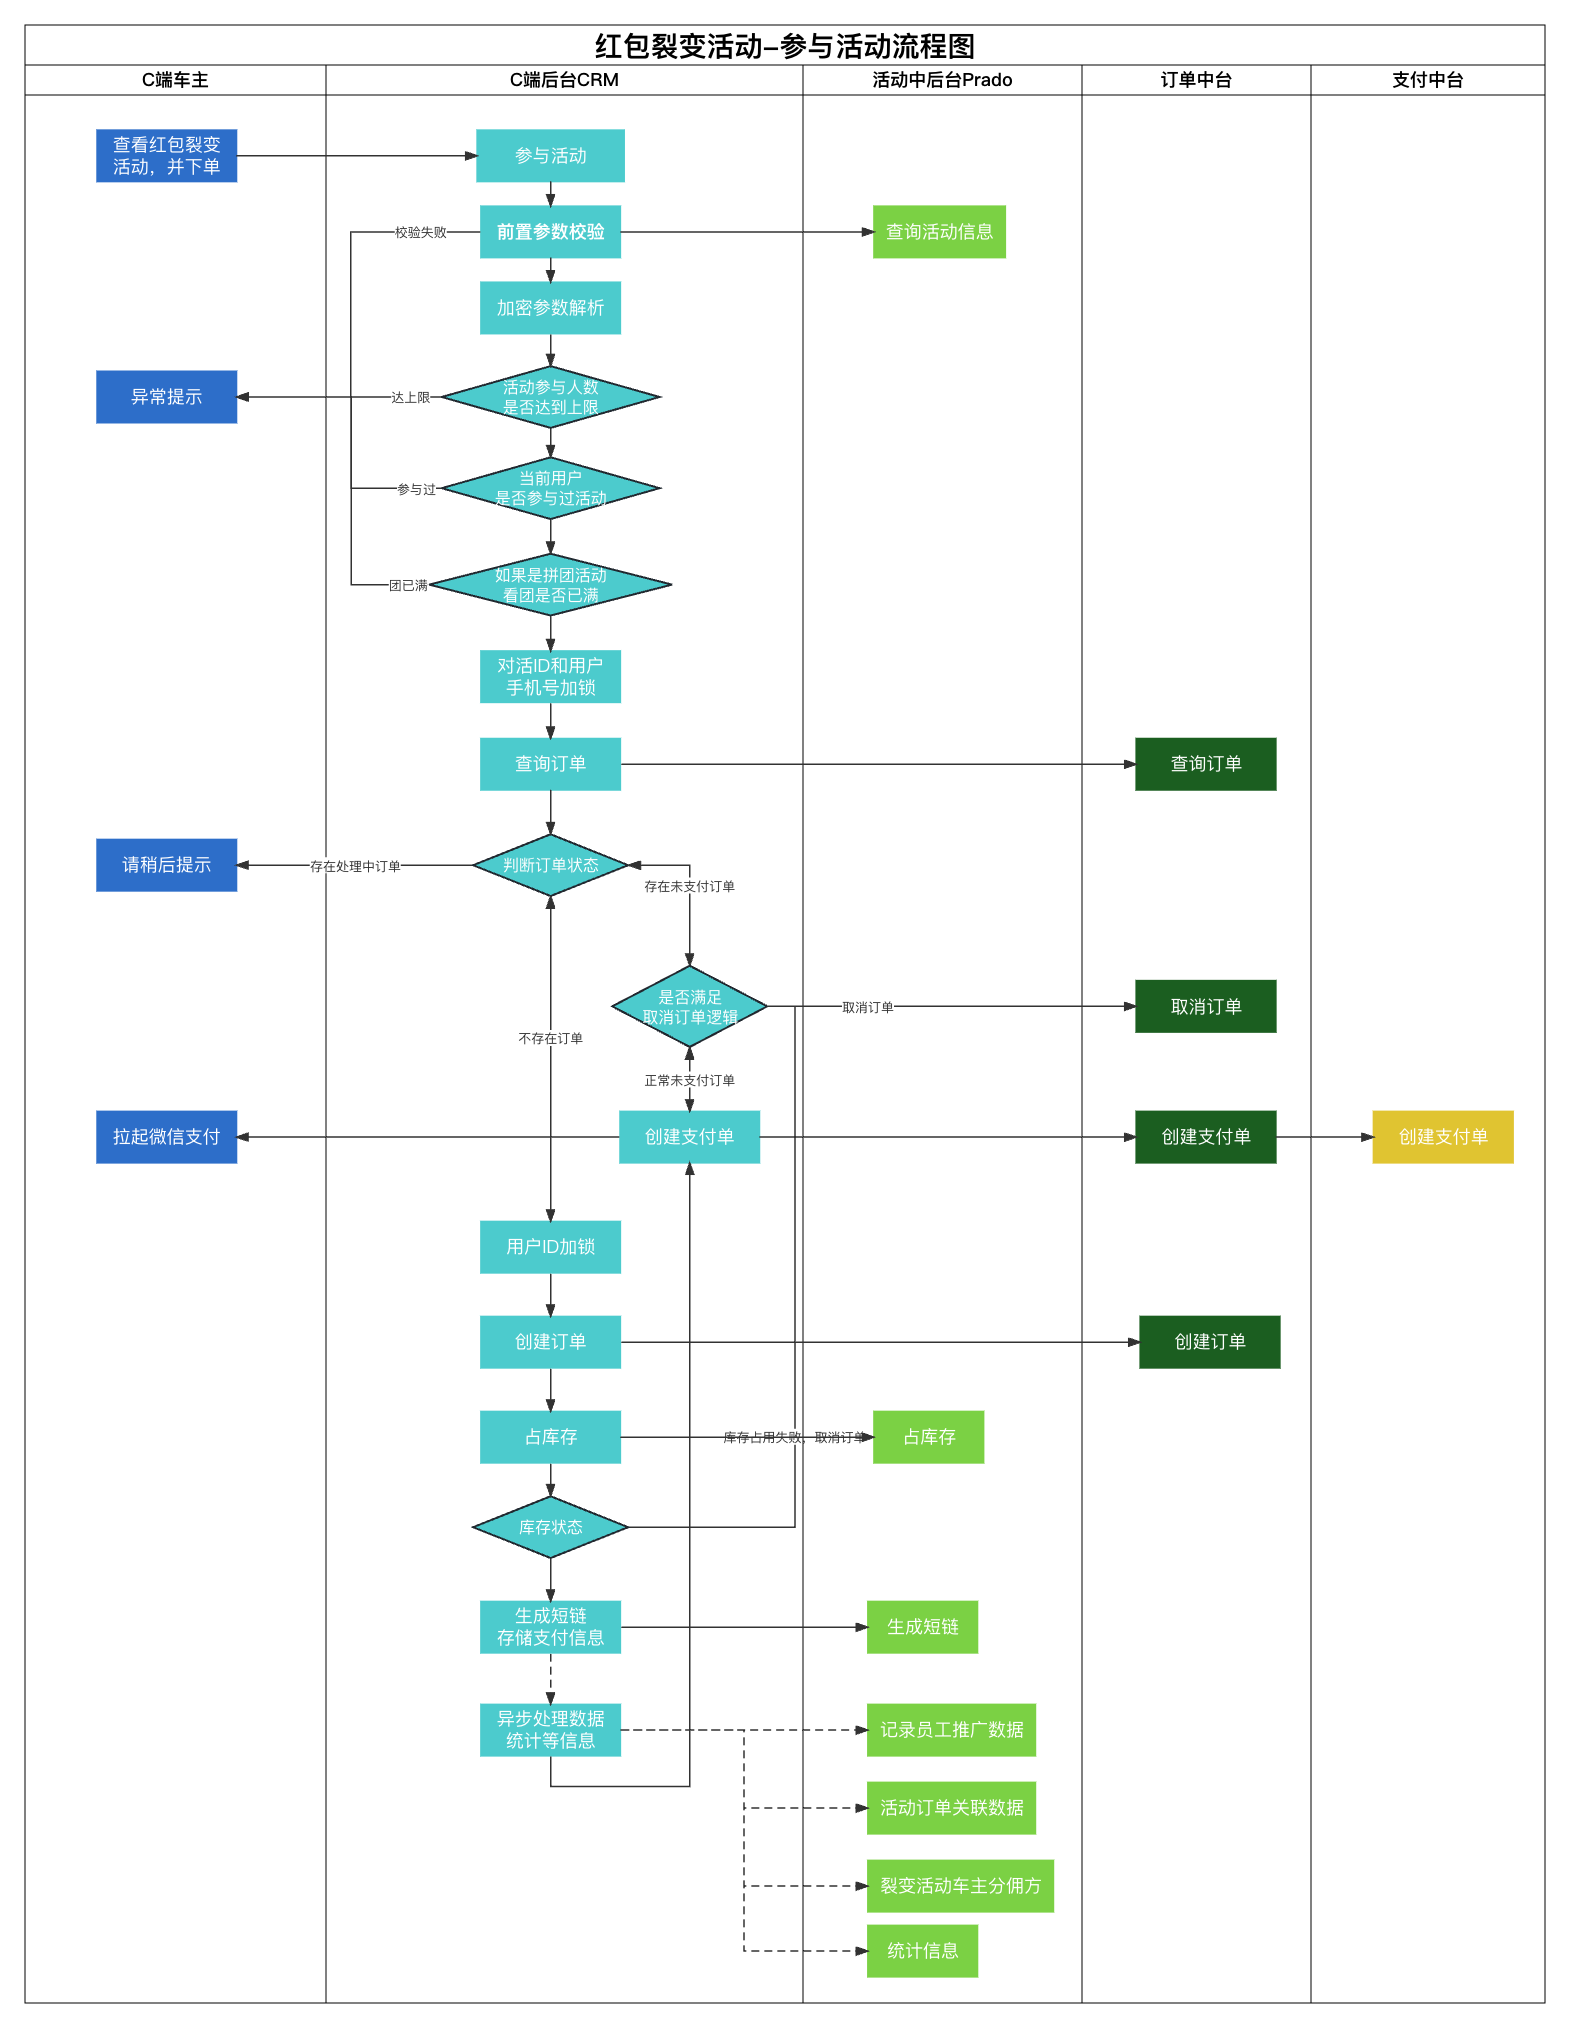 红包裂变活动-参与活动流程图
C端车主
C端后台CRM
活动中后台Prado
订单中台
支付中台
查看红包裂变
活动，并下单
参与活动
校验失败
前置参数校验
查询活动信息
加密参数解析
异常提示
达上限
活动参与人数
是否达到上限
参与过
当前用户
是否参与过活动
团已满
如果是拼团活动
看团是否已满
对活ID和用户
手机号加锁
查询订单
查询订单
请稍后提示
存在处理中订单
判断订单状态
存在未支付订单
是否满足
取消订单逻辑
取消订单
取消订单
不存在订单
正常未支付订单
拉起微信支付
创建支付单
创建支付单
创建支付单
用户ID加锁
创建订单
创建订单
占库存
库存占用失败，取消订单
占库存
库存状态
生成短链
存储支付信息
生成短链
异步处理数据
统计等信息
记录员工推广数据
活动订单关联数据
裂变活动车主分佣方
统计信息